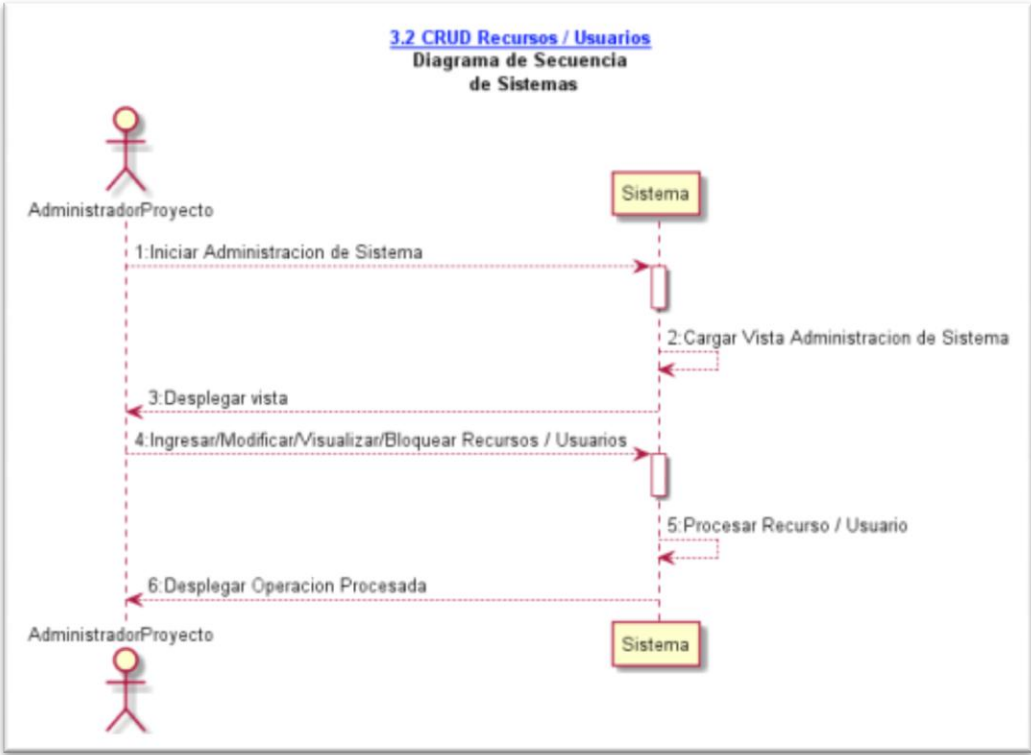 3.2 CRUD Recursos / Usuarios
Diagrama de Secuencia
de Sistemas
AdministradorProyecto
Sistema
1:Iniciar Administracion de Sistema
2:Cargar Vista Administracion de Sistema
3:Desplegar vista
4:Ingresar/Modificar/Visualizar/Bloquear Recursos / Usuarios
5:Procesar Recurso / Usuario
6:Desplegar Operacion Procesada
AdministradorProyecto
Sistema